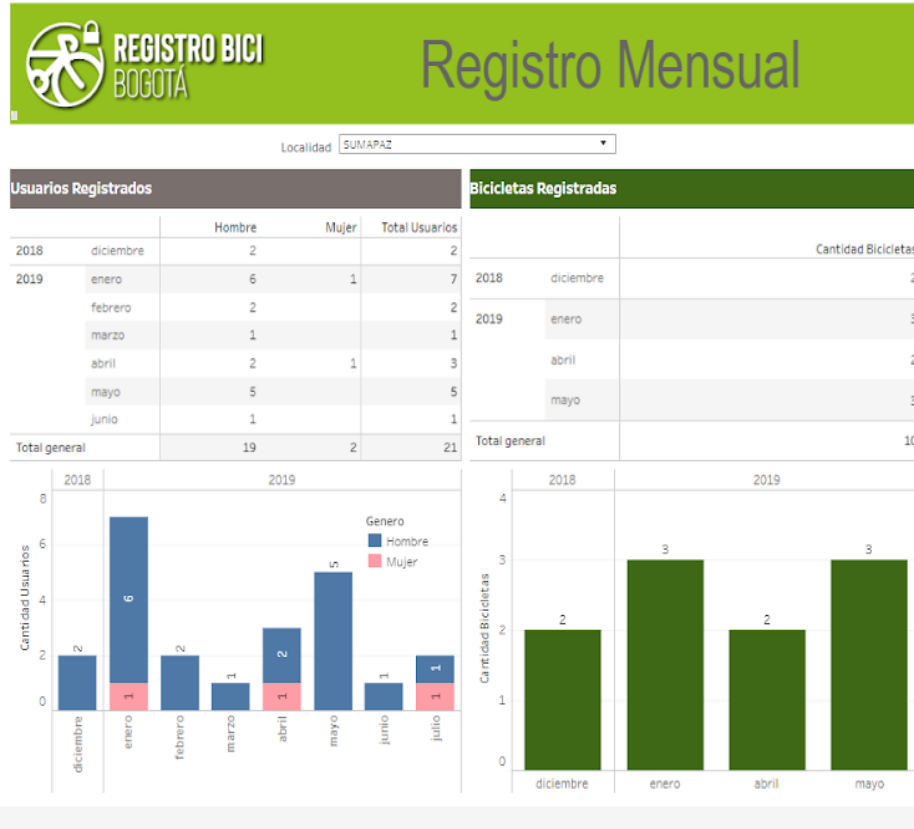 REGISTRO BICI
BOGOTÁ
Registro Mensual
Localidad SUMAPAZ
Usuarios Registrados
Hombre Mujer Total Usuarios
2018 diciembre 2 2
2019 enero 6 1 7
febrero 2 2
marzo 1 1
abril 2 1 3
mayo 5 5
junio 1 1
Total general 19 2 21
2018 2019
8
6
4
2
0
Cantidad Usuarios
Genero
Hombre
Mujer
2
6
1
2
1
2
1
5
1
1
1
diciembre enero febrero marzo abril mayo junio julio
Bicicletas Registradas
Cantidad Bicicletas
2018 diciembre 2
2019 enero 3
abril 2
mayo 3
Total general 10
2018 2019
4
3
2
1
0
Cantidad Bicicletas
2 3 2 3
diciembre enero abril mayo